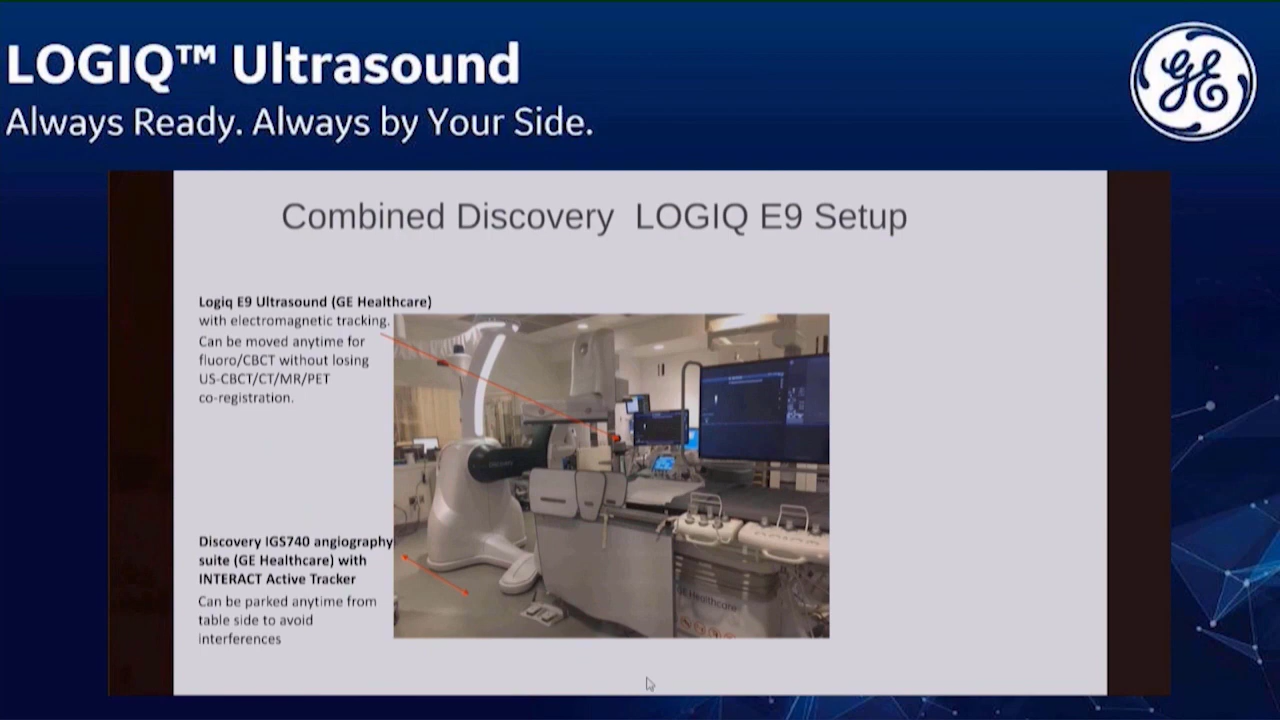 LOGIQ™ Ultrasound
Always Ready. Always by Your Side.
GE
Combined Discovery LOGIQ E9 Setup
Logiq E9 Ultrasound (GE Healthcare)
with electromagnetic tracking.
Can be moved anytime for
fluoro/CBCT without losing
US-CBCT/CT/MR/PET
co-registration.
Discovery IGS740 angiography
suite (GE Healthcare) with
INTERACT Active Tracker
Can be parked anytime from
table side to avoid
interferences
GE Healthcare